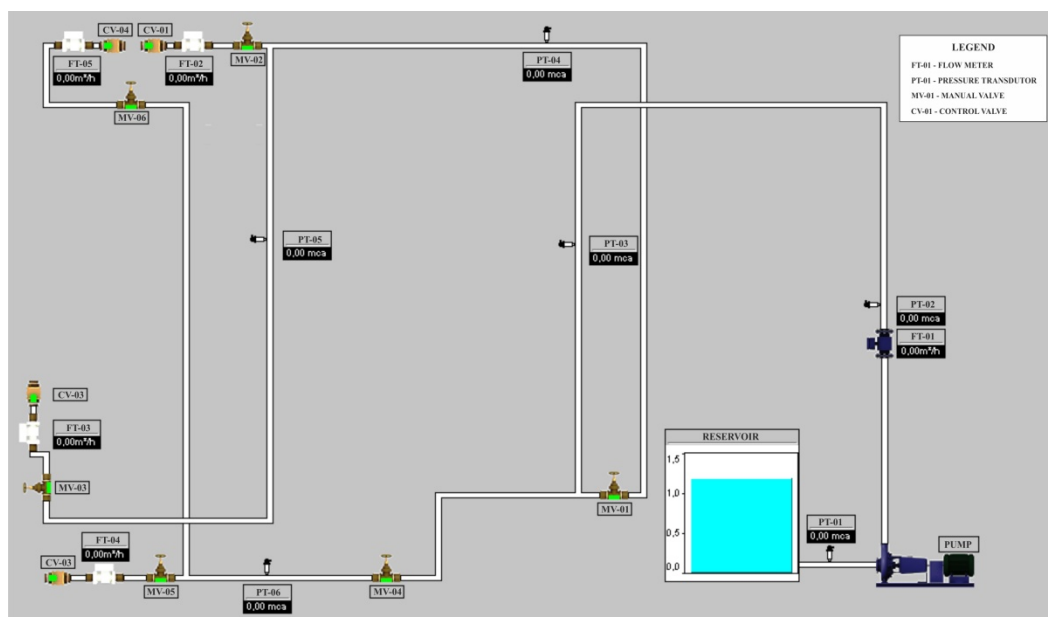 CV-04
CV-01
FT-05
0,00m³/h
FT-02
0,00m³/h
MV-02
PT-04
0,00 mca
LEGEND
FT-01 - FLOW METER
PT-01 - PRESSURE TRANSDUTOR
MV-01 - MANUAL VALVE
CV-01 - CONTROL VALVE
MV-06
PT-05
0,00 mca
PT-03
0,00 mca
PT-02
0,00 mca
FT-01
0,00m³/h
CV-03
FT-03
0,00m³/h
MV-03
RESERVOIR
1,5
1,0
0,5
0,0
MV-01
PT-01
0,00 mca
PUMP
FT-04
0,00m³/h
CV-03
MV-05
PT-06
0,00 mca
MV-04